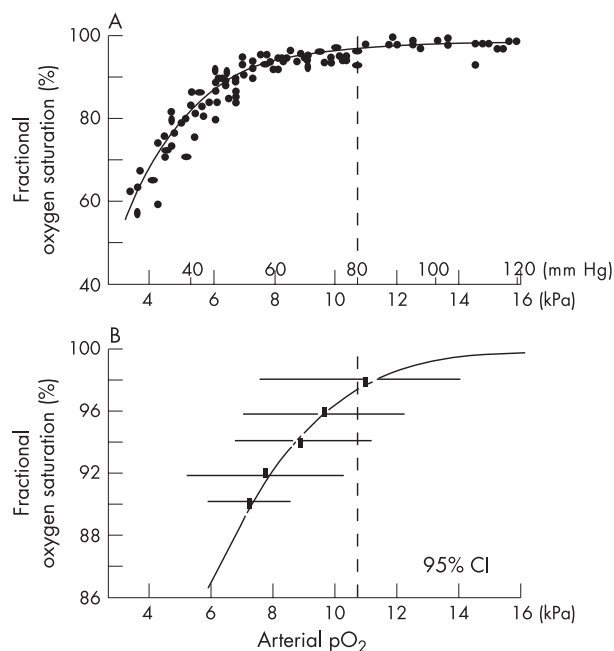 A
Fractional
oxygen saturation (%)
100
80
60
40
40 60 80 100 120 (mm Hg)
4 6 8 10 12 14 16 (kPa)
B
Fractional
oxygen saturation (%)
100
96
92
88
86
95% CI
4 6 8 10 12 14 16 (kPa)
Arterial pO2